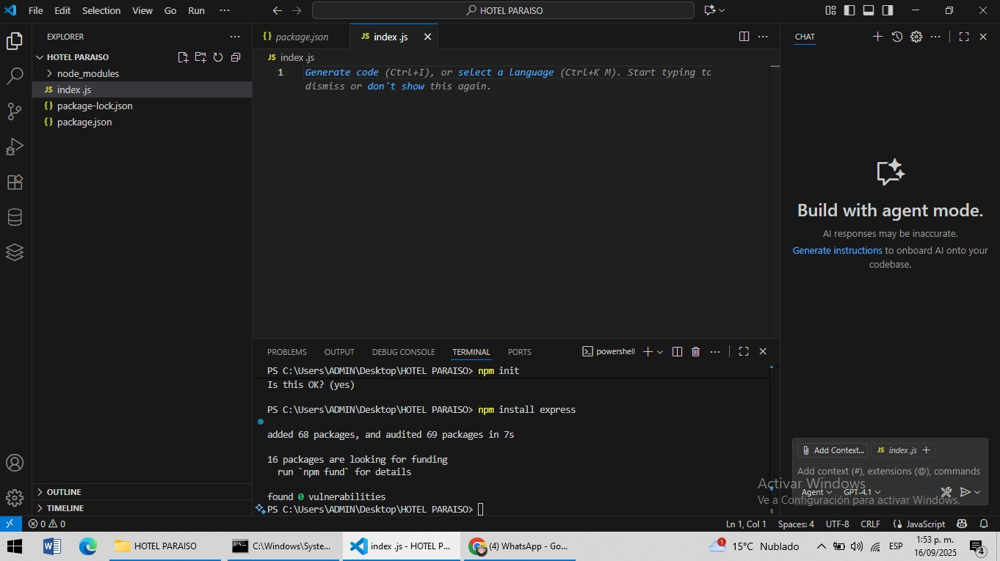 File Edit Selection View Go Run ···
HOTEL PARAISO
EXPLORER
HOTEL PARAISO
node_modules
JS index .js
{} package-lock.json
{} package.json
OUTLINE
TIMELINE
{} package.json
JS index .js
JS index .js
1 Generate code (Ctrl+I), or select a language (Ctrl+K M). Start typing to
dismiss or don't show this again.
PROBLEMS OUTPUT DEBUG CONSOLE TERMINAL PORTS
powershell
PS C:\Users\ADMIN\Desktop\HOTEL PARAISO> npm init
Is this OK? (yes)
PS C:\Users\ADMIN\Desktop\HOTEL PARAISO> npm install express
added 68 packages, and audited 69 packages in 7s
16 packages are looking for funding
run `npm fund` for details
found 0 vulnerabilities
PS C:\Users\ADMIN\Desktop\HOTEL PARAISO>
CHAT
Build with agent mode.
AI responses may be inaccurate.
Generate instructions to onboard AI onto your
codebase.
Add Context... JS index .js +
Add context (#), extensions (@), commands
Agent GPT-4.1
Activar Windows
Ve a Configuración para activar Windows.
0 0
Ln 1, Col 1 Spaces: 4 UTF-8 CRLF {} JavaScript
HOTEL PARAISO
C:\Windows\Syste...
index .js - HOTEL P...
(4) WhatsApp - Go...
1
15°C Nublado
ESP
1:53 p. m.
16/09/2025
4